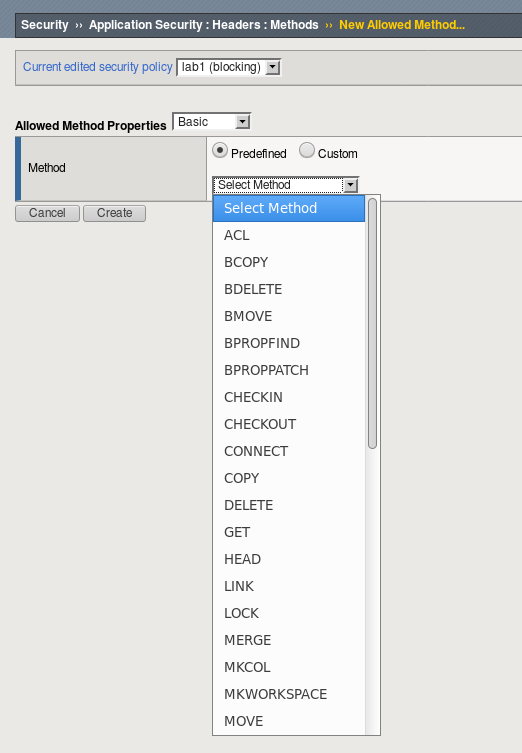 Security ›› Application Security : Headers : Methods ›› New Allowed Method...
Current edited security policy lab1 (blocking)
Allowed Method Properties Basic
Method
Predefined Custom
Select Method
Cancel Create
Select Method
ACL
BCOPY
BDELETE
BMOVE
BPROPFIND
BPROPPATCH
CHECKIN
CHECKOUT
CONNECT
COPY
DELETE
GET
HEAD
LINK
LOCK
MERGE
MKCOL
MKWORKSPACE
MOVE